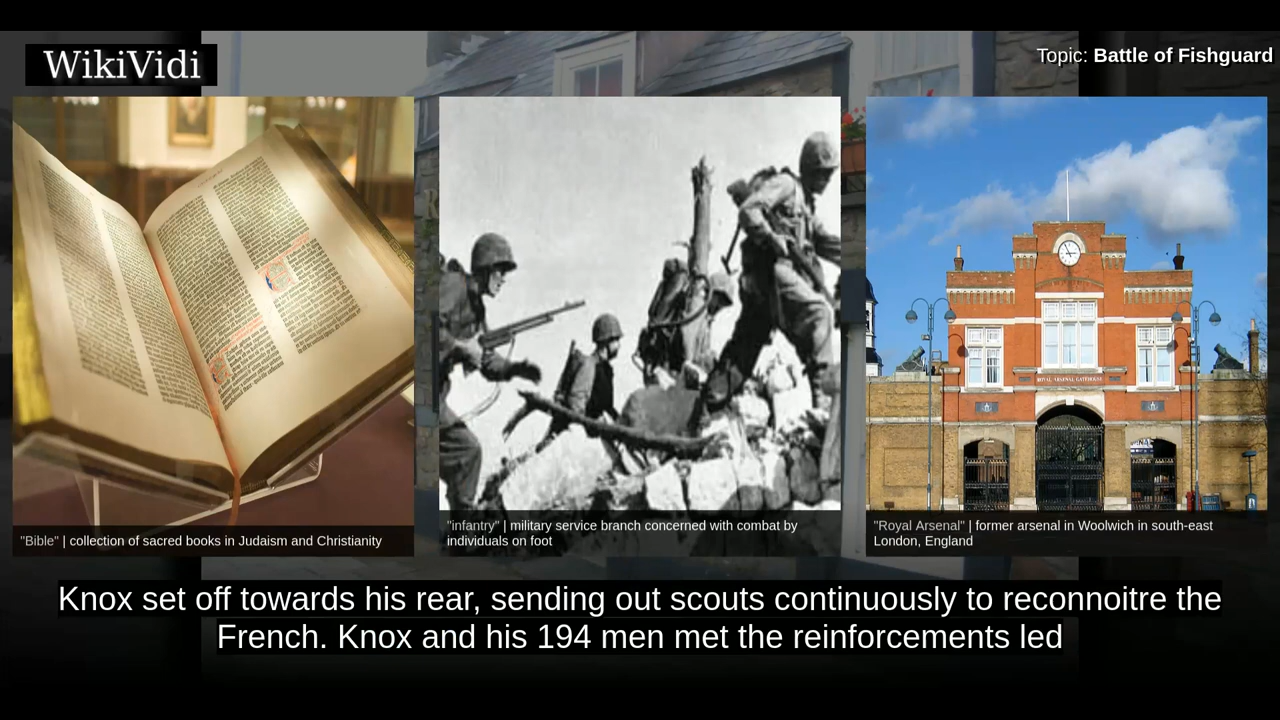 WikiVidi
Topic: Battle of Fishguard
ROYAL ARSENAL GATEHOUSE
"Bible" | collection of sacred books in Judaism and Christianity
"infantry" | military service branch concerned with combat by
individuals on foot
"Royal Arsenal" | former arsenal in Woolwich in south-east
London, England
Knox set off towards his rear, sending out scouts continuously to reconnoitre the
French. Knox and his 194 men met the reinforcements led